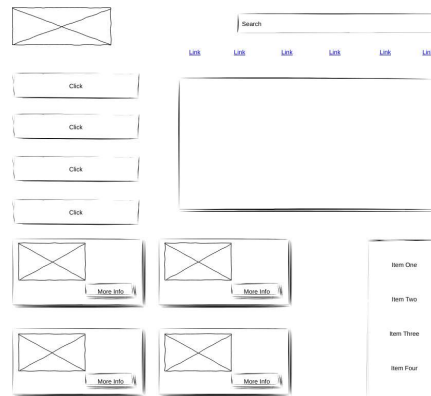 Search
Link Link Link Link Link Lin
Click
Click
Click
Click
More Info More Info
Item One
Item Two
Item Three
Item Four
More Info More Info